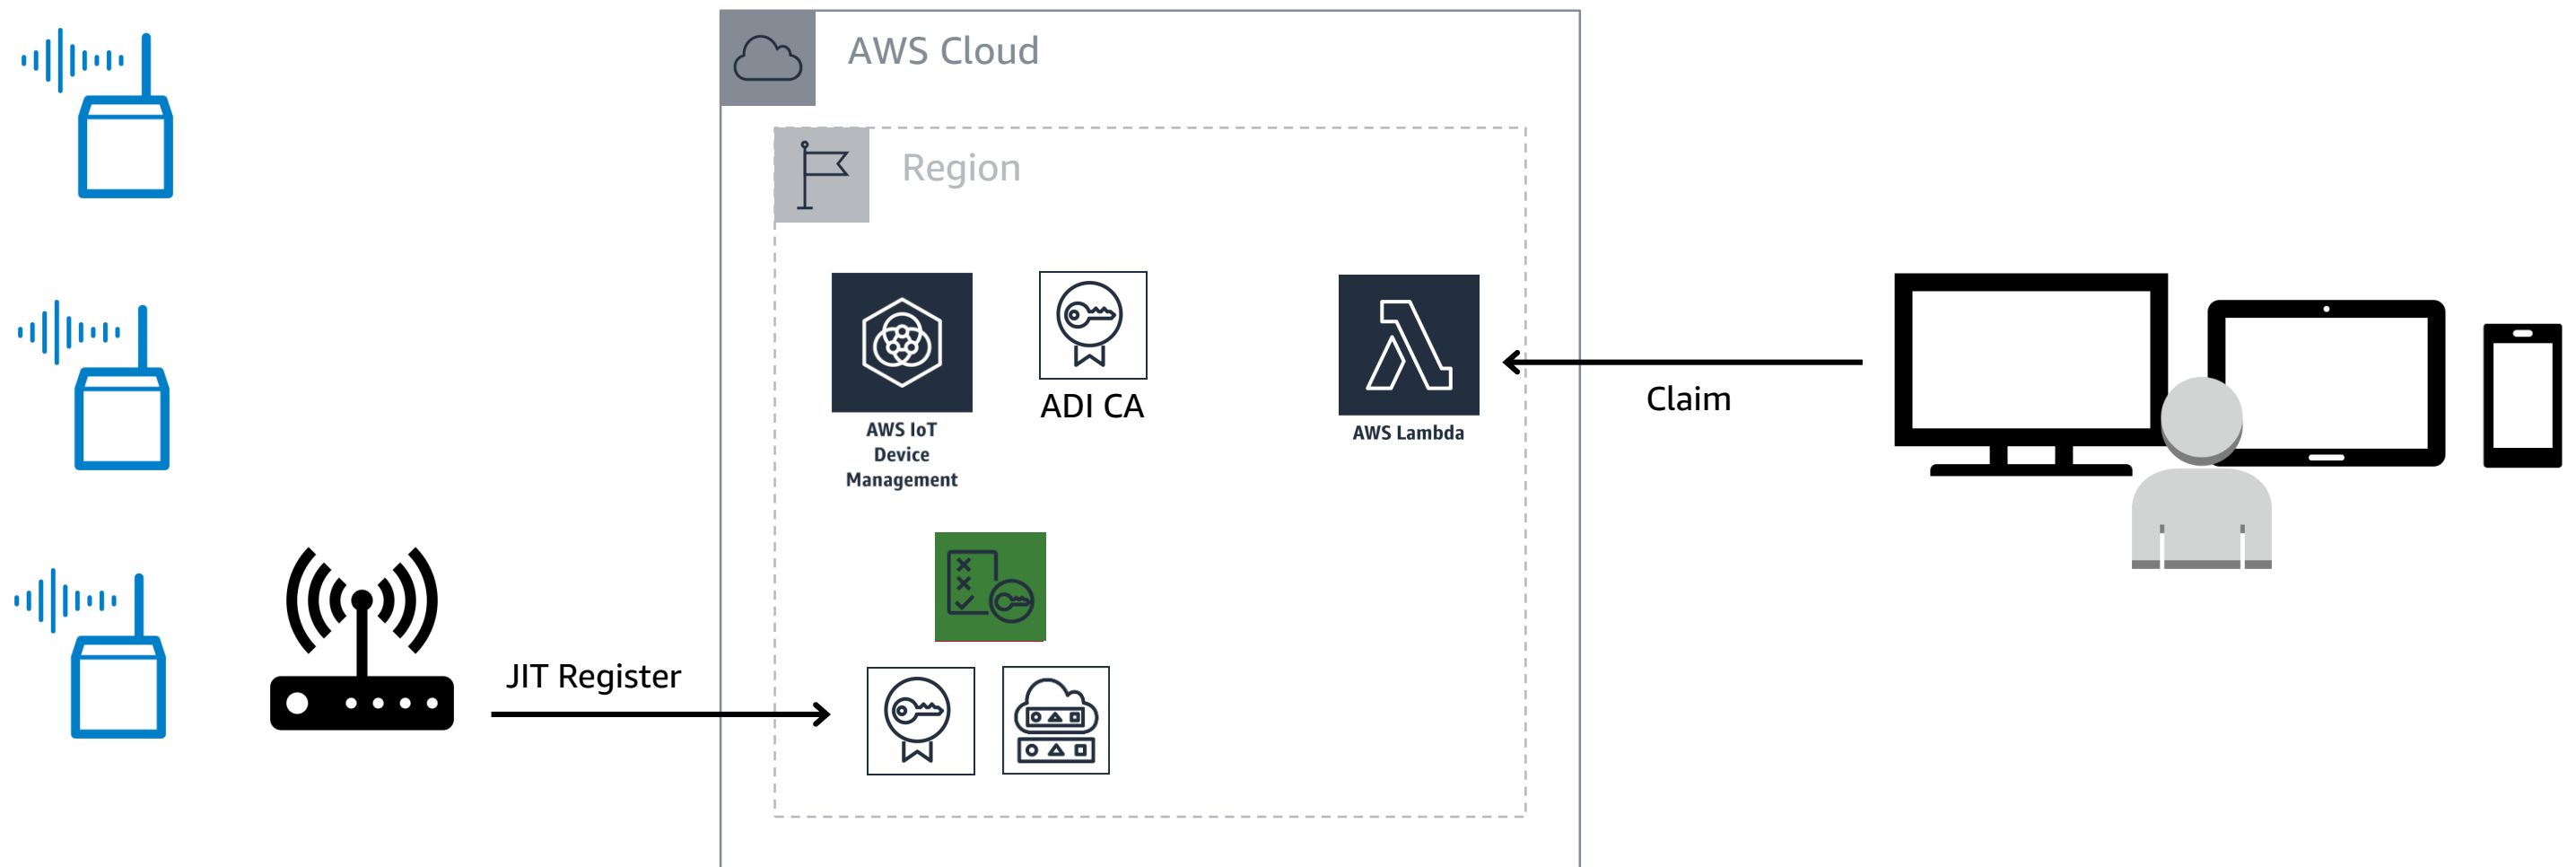 AWS Cloud
Region
AWS IoT
Device
Management
ADI CA
AWS Lambda
Claim
JIT Register